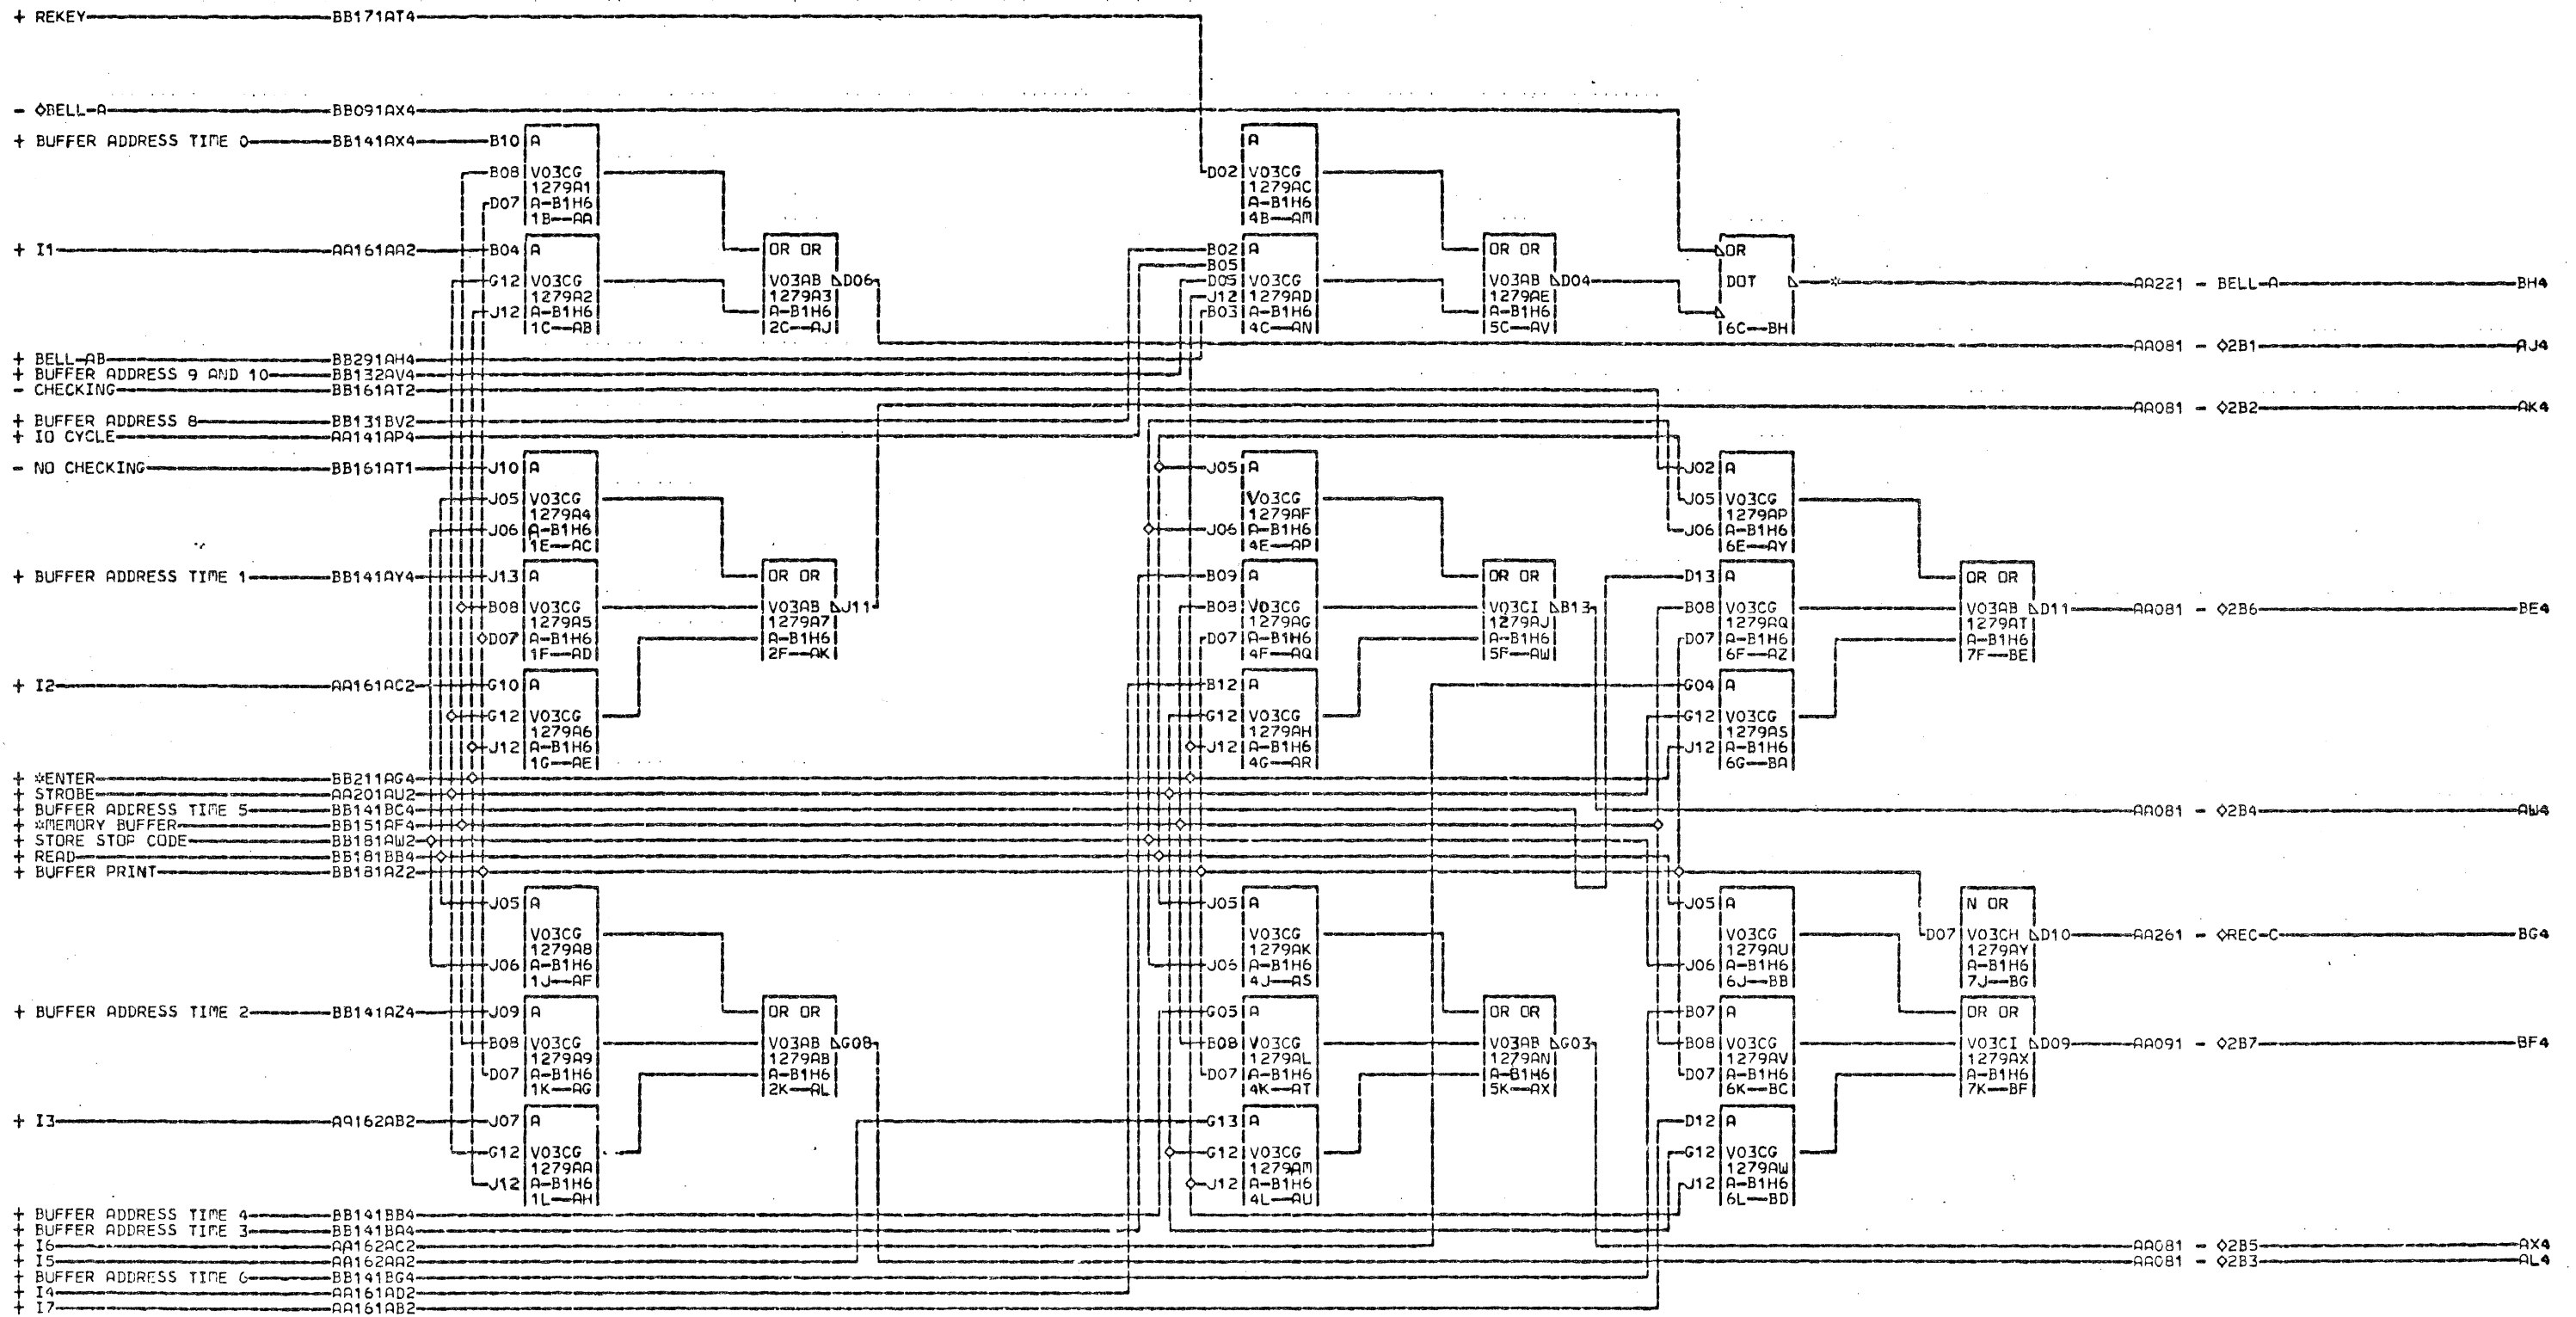 + REKEY BB171AT4
- ◇BELL-A BB091AX4
+ BUFFER ADDRESS TIME 0 BB141AX4 B10 A A
B08 V03CG D02 V03CG
1279A1 1279AC
D07 A-B1H6 A-B1H6
1B--AA 4B--AM
+ I1 AA161AA2 B04 A OR OR B02 A OR OR OR
B05
G12 V03CG V03AB D06 D05 V03CG V03AB D04 DOT * AA221 - BELL-A BH4
1279A2 1279A3 J12 1279AD 1279AE
J12 A-B1H6 A-B1H6 B03 A-B1H6 A-B1H6
1C--AB 2C--AJ 4C--AN 5C--AV 6C--BH
AA081 - ◇2B1 AJ4
+ BELL-AB BB291AH4
+ BUFFER ADDRESS 9 AND 10 BB132AV4
- CHECKING BB161AT2
AA081 - ◇2B2 AK4
+ BUFFER ADDRESS 8 BB131BV2
+ IO CYCLE AA141AP4
- NO CHECKING BB161AT1 J10 A J05 A J02 A
J05 V03CG V03CG J05 V03CG
1279A4 1279AF 1279AP
J06 A-B1H6 J06 A-B1H6 J06 A-B1H6
1E--AC 4E--AP 6E--AY
+ BUFFER ADDRESS TIME 1 BB141AY4 J13 A OR OR B09 A OR OR D13 A OR OR
B08 V03CG V03AB J11 B08 V03CG V03CI B13 B08 V03CG V03AB D11 AA081 - ◇2B6 BE4
1279A5 1279A7 1279AG 1279AJ 1279AQ 1279AT
D07 A-B1H6 A-B1H6 D07 A-B1H6 A-B1H6 D07 A-B1H6 A-B1H6
1F--AD 2F--AK 4F--AQ 5F--AW 6F--AZ 7F--BE
+ I2 AA161AC2 G10 A B12 A G04 A
G12 V03CG G12 V03CG G12 V03CG
1279A6 1279AH 1279AS
J12 A-B1H6 J12 A-B1H6 J12 A-B1H6
1G--AE 4G--AR 6G--BA
+ *ENTER BB211AG4
+ STROBE AA201AU2
+ BUFFER ADDRESS TIME 5 BB141BC4 AA081 - ◇2B4 AW4
+ *MEMORY BUFFER BB151AF4
+ STORE STOP CODE BB181AW2
+ READ BB181BB4
+ BUFFER PRINT BB181AZ2
J05 A J05 A J05 A N OR
V03CG V03CG V03CG D07 V03CH D10 AA261 - ◇REC-C BG4
1279A8 1279AK 1279AU 1279AY
J06 A-B1H6 J06 A-B1H6 J06 A-B1H6 A-B1H6
1J--AF 4J--AS 6J--BB 7J--BG
+ BUFFER ADDRESS TIME 2 BB141AZ4 J09 A OR OR G05 A OR OR B07 A OR OR
B08 V03CG V03AB G08 B08 V03CG V03AB G03 B08 V03CG V03CI D09 AA091 - ◇2B7 BF4
1279A9 1279AB 1279AL 1279AN 1279AV 1279AX
D07 A-B1H6 A-B1H6 D07 A-B1H6 A-B1H6 D07 A-B1H6 A-B1H6
1K--AG 2K--AL 4K--AT 5K--AX 6K--BC 7K--BF
+ I3 AA162AB2 J07 A G13 A D12 A
G12 V03CG G12 V03CG G12 V03CG
1279AA 1279AM 1279AW
J12 A-B1H6 J12 A-B1H6 J12 A-B1H6
1L--AH 4L--AU 6L--BD
+ BUFFER ADDRESS TIME 4 BB141BB4
+ BUFFER ADDRESS TIME 3 BB141BA4
+ I6 AA162AC2 AA081 - ◇2B5 AX4
+ I5 AA162AA2 AA081 - ◇2B3 AL4
+ BUFFER ADDRESS TIME 6 BB141BG4
+ I4 AA161AD2
+ I7 AA161AB2